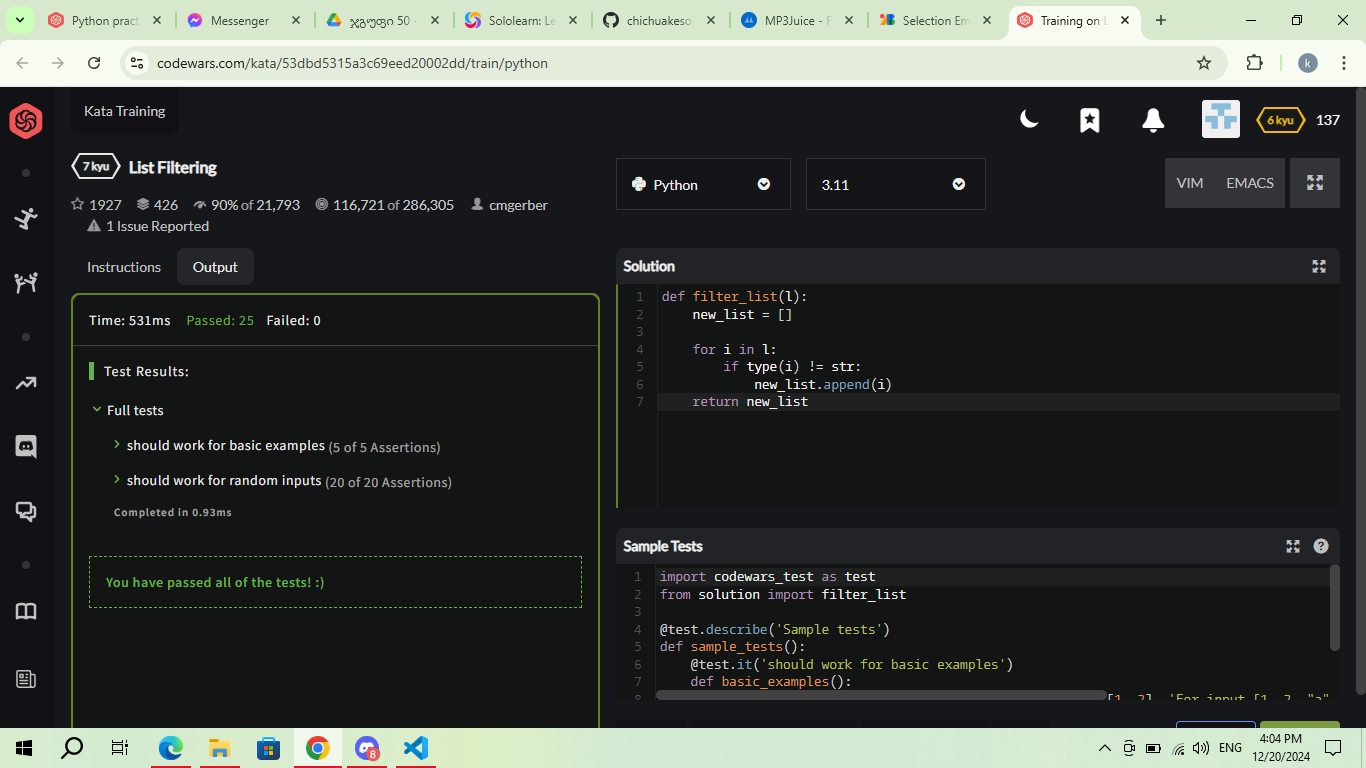 Python pract
Messenger
ჯგუფი 50 -
Sololearn: Le
chichuakeso
MP3Juice - F
Selection Em
Training on L
codewars.com/kata/53dbd5315a3c69eed20002dd/train/python
k
Kata Training
6 kyu 137
7 kyu List Filtering
1927 426 90% of 21,793 116,721 of 286,305 cmgerber
1 Issue Reported
Python
3.11
VIM EMACS
Instructions Output
Time: 531ms Passed: 25 Failed: 0
Test Results:
Full tests
should work for basic examples (5 of 5 Assertions)
should work for random inputs (20 of 20 Assertions)
Completed in 0.93ms
You have passed all of the tests! :)
Solution
1 def filter_list(l):
2 new_list = []
3
4 for i in l:
5 if type(i) != str:
6 new_list.append(i)
7 return new_list
Sample Tests
?
1 import codewars_test as test
2 from solution import filter_list
3
4 @test.describe('Sample tests')
5 def sample_tests():
6 @test.it('should work for basic examples')
7 def basic_examples():
8
8
ENG
4:04 PM
12/20/2024